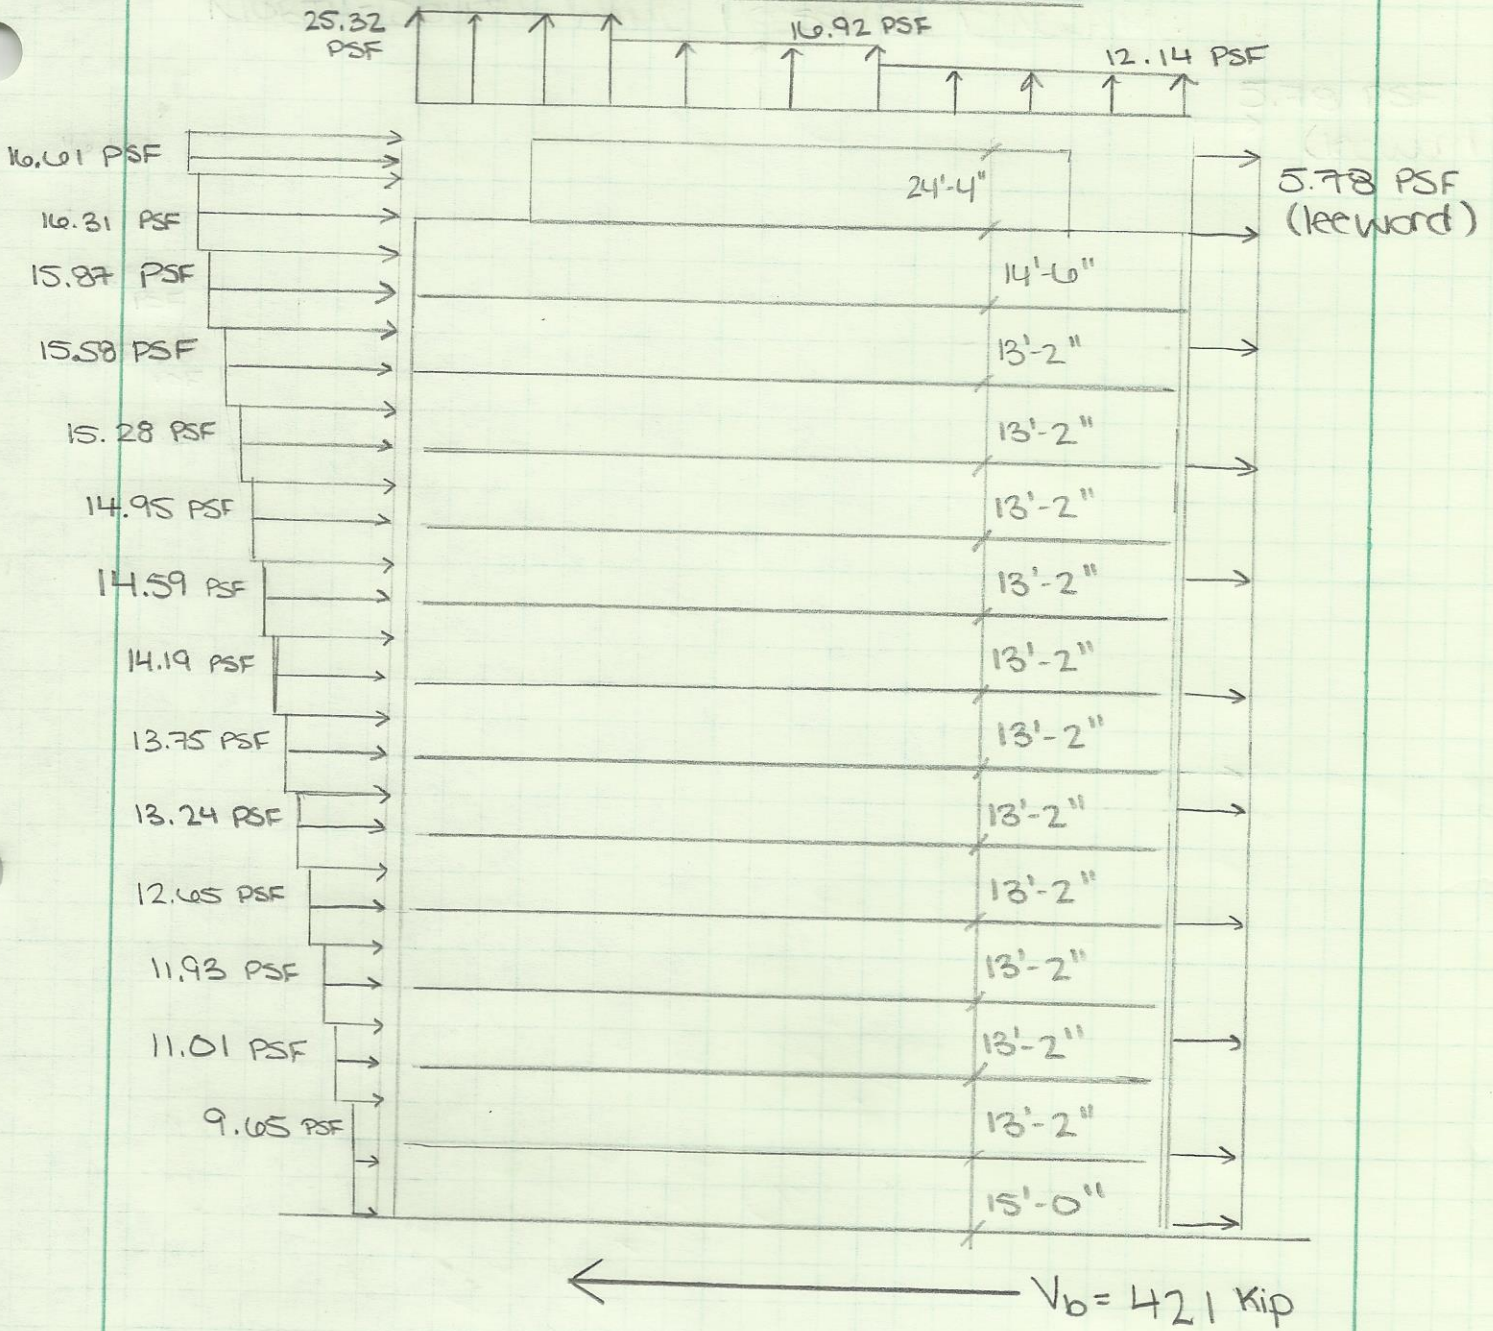 25.32
PSF
16.92 PSF
12.14 PSF
16.61 PSF
24'-4"
5.78 PSF
(leeward)
16.31 PSF
15.87 PSF
14'-6"
15.58 PSF
13'-2"
15.28 PSF
13'-2"
14.95 PSF
13'-2"
14.59 PSF
13'-2"
14.19 PSF
13'-2"
13.75 PSF
13'-2"
13.24 PSF
13'-2"
12.65 PSF
13'-2"
11.93 PSF
13'-2"
11.01 PSF
13'-2"
9.65 PSF
13'-2"
15'-0"
Vb = 421 Kip